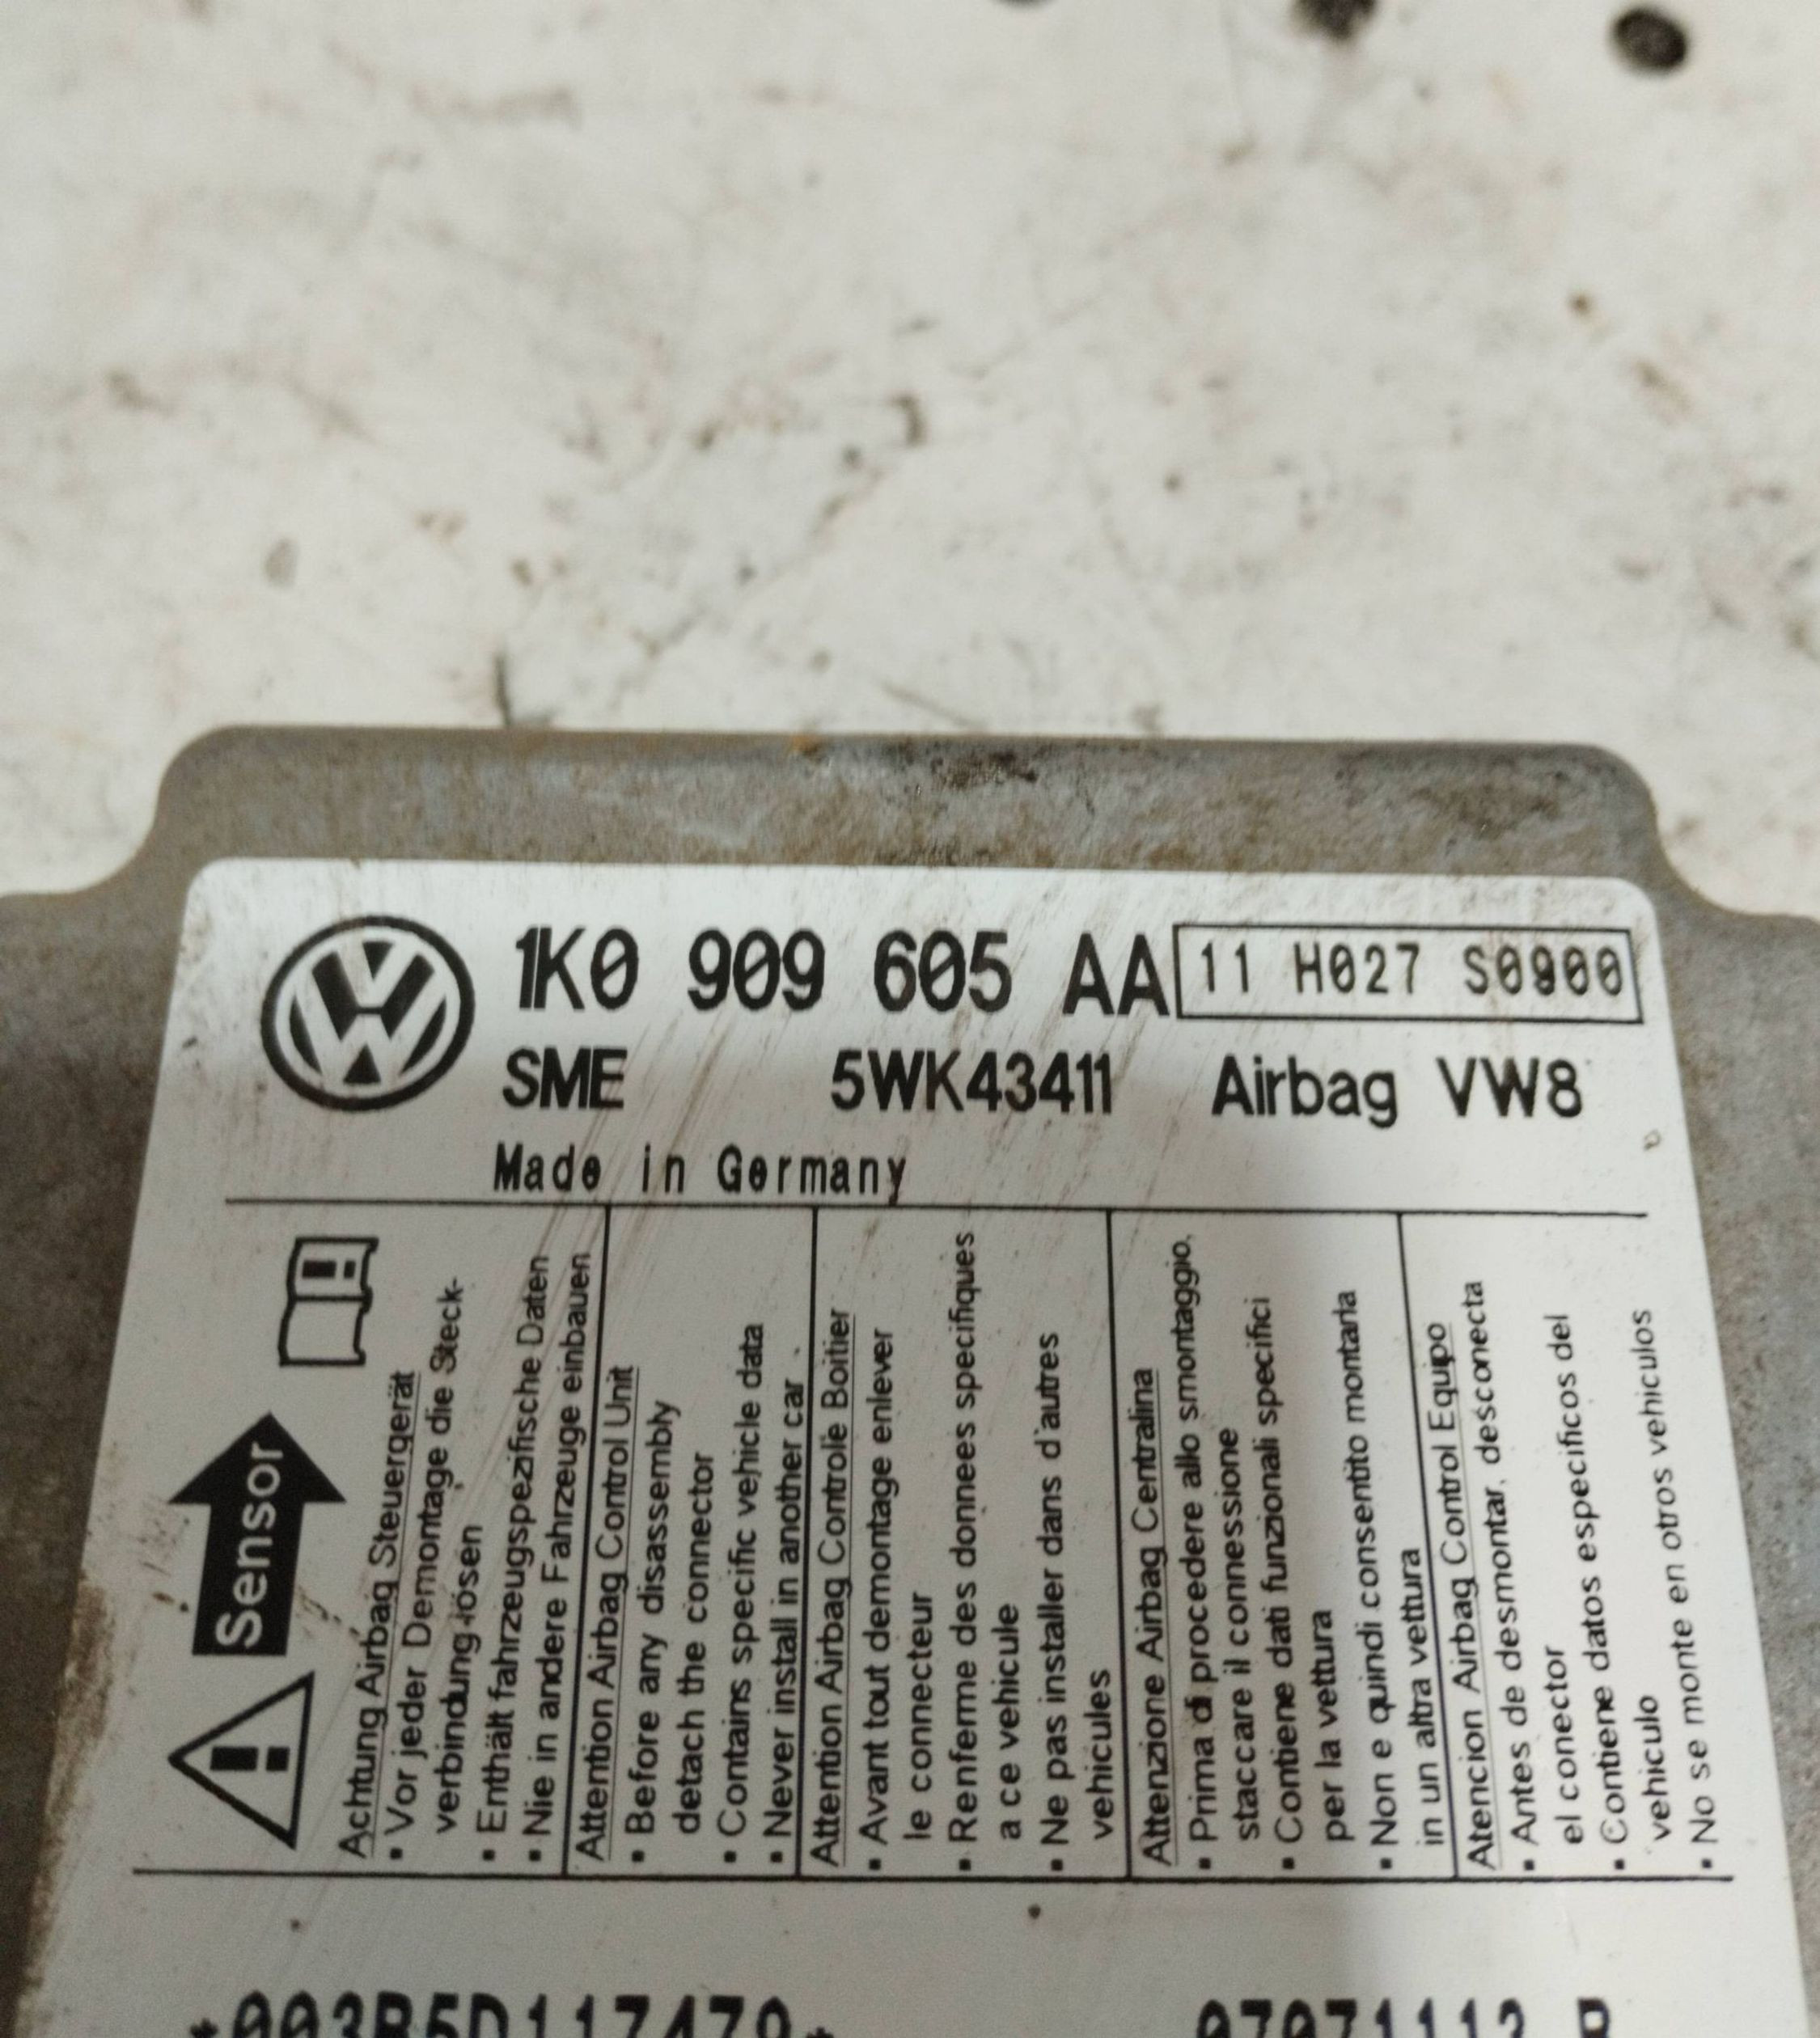 1K0 909 605 AA 11 H027 S0900
SME 5WK43411 Airbag VW8
Made in Germany
Sensor
Achtung Airbag Steuergerät
• Vor jeder Demontage die Steck-
verbindung lösen
• Enthält fahrzeugspezifische Daten
• Nie in andere Fahrzeuge einbauen
Attention Airbag Control Unit
• Before any disassembly
detach the connector
• Contains specific vehicle data
• Never install in another car
Attention Airbag Controle Boitier
• Avant tout demontage enlever
le connecteur
• Renferme des donnees specifiques
a ce vehicule
• Ne pas installer dans d'autres
vehicules
Attenzione Airbag Centralina
• Prima di procedere allo smontaggio,
staccare il connessione
• Contiene dati funzionali specifici
per la vettura
• Non e quindi consentito montarla
in un altra vettura
Atencion Airbag Control Equipo
• Antes de desmontar, desconecta
el conector
• Contiene datos especificos del
vehiculo
• No se monte en otros vehiculos